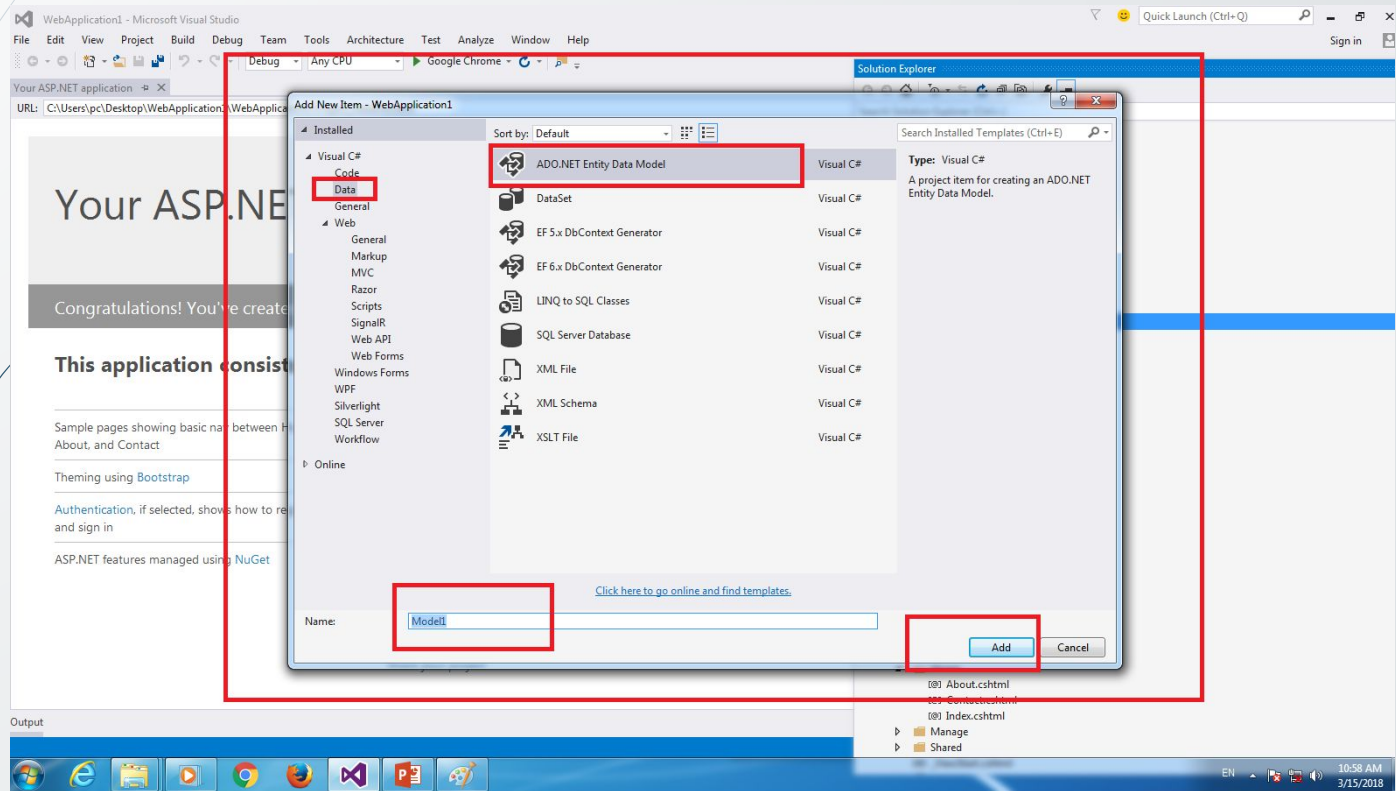 WebApplication1 - Microsoft Visual Studio
Quick Launch (Ctrl+Q)
File Edit View Project Build Debug Team Tools Architecture Test Analyze Window Help
Sign in
Debug Any CPU Google Chrome
Solution Explorer
Your ASP.NET application
URL: C:\Users\pc\Desktop\WebApplication1\WebApplica
Add New Item - WebApplication1
Installed
Sort by: Default
Search Installed Templates (Ctrl+E)
Visual C#
Code
Data
General
Web
General
Markup
MVC
Razor
Scripts
SignalR
Web API
Web Forms
Windows Forms
WPF
Silverlight
SQL Server
Workflow
Online
ADO.NET Entity Data Model Visual C#
DataSet Visual C#
EF 5.x DbContext Generator Visual C#
EF 6.x DbContext Generator Visual C#
LINQ to SQL Classes Visual C#
SQL Server Database Visual C#
XML File Visual C#
XML Schema Visual C#
XSLT File Visual C#
Type: Visual C#
A project item for creating an ADO.NET
Entity Data Model.
Click here to go online and find templates.
Name: Model1
Add Cancel
Your ASP.NE
Congratulations! You've create
This application consist
Sample pages showing basic nav between H
About, and Contact
Theming using Bootstrap
Authentication, if selected, shows how to re
and sign in
ASP.NET features managed using NuGet
About.cshtml
Contact.cshtml
Index.cshtml
Manage
Shared
Output
EN
10:58 AM
3/15/2018